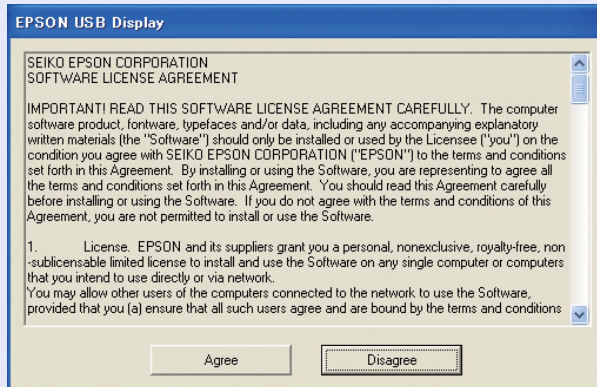 EPSON USB Display
SEIKO EPSON CORPORATION
SOFTWARE LICENSE AGREEMENT
IMPORTANT! READ THIS SOFTWARE LICENSE AGREEMENT CAREFULLY. The computer
software product, fontware, typefaces and/or data, including any accompanying explanatory
written materials (the "Software") should only be installed or used by the Licensee ("you") on the
condition you agree with SEIKO EPSON CORPORATION ("EPSON") to the terms and conditions
set forth in this Agreement. By installing or using the Software, you are representing to agree all
the terms and conditions set forth in this Agreement. You should read this Agreement carefully
before installing or using the Software. If you do not agree with the terms and conditions of this
Agreement, you are not permitted to install or use the Software.
1. License. EPSON and its suppliers grant you a personal, nonexclusive, royalty-free, non
-sublicensable limited license to install and use the Software on any single computer or computers
that you intend to use directly or via network.
You may allow other users of the computers connected to the network to use the Software,
provided that you (a) ensure that all such users agree and are bound by the terms and conditions
Agree Disagree